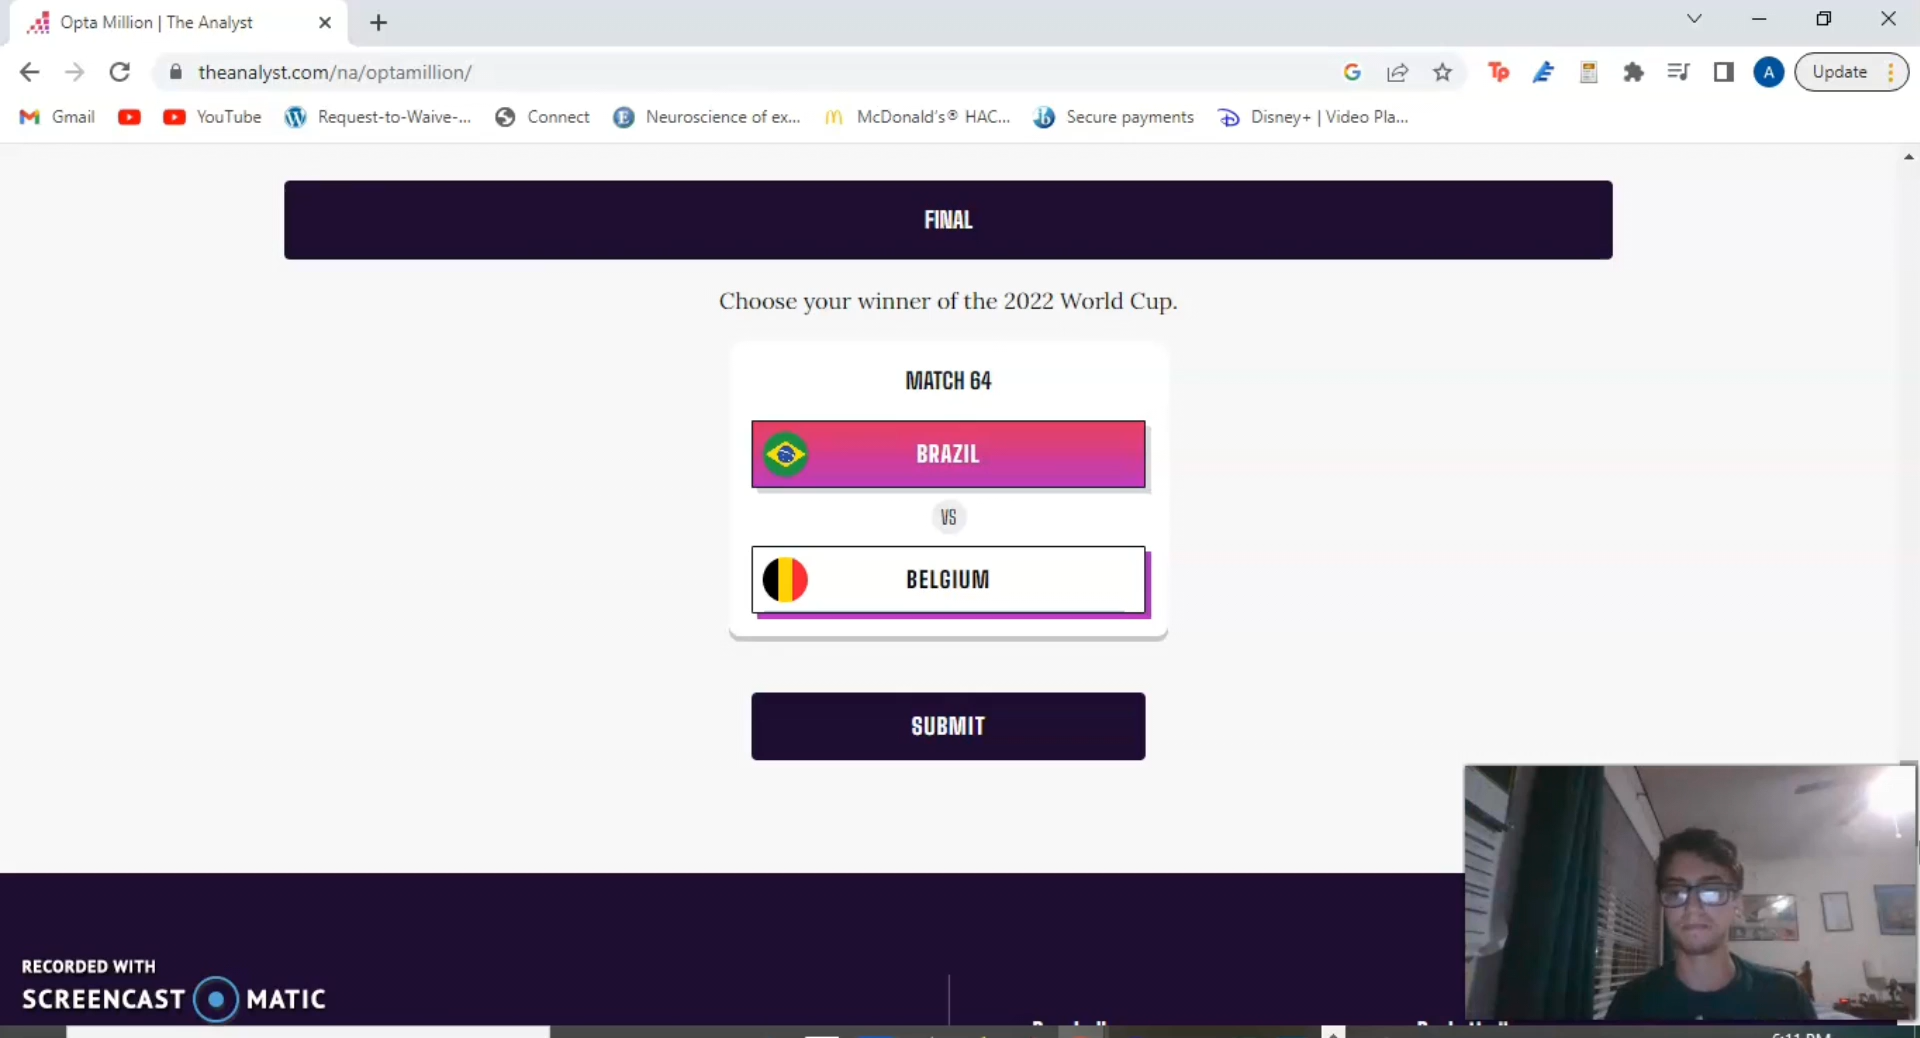 Opta Million | The Analyst
theanalyst.com/na/optamillion/
Tp
A
Update
Gmail
YouTube
Request-to-Waive-...
Connect
Neuroscience of ex...
McDonald's® HAC...
Secure payments
Disney+ | Video Pla...
FINAL
Choose your winner of the 2022 World Cup.
MATCH 64
BRAZIL
VS
BELGIUM
SUBMIT
RECORDED WITH
SCREENCAST MATIC